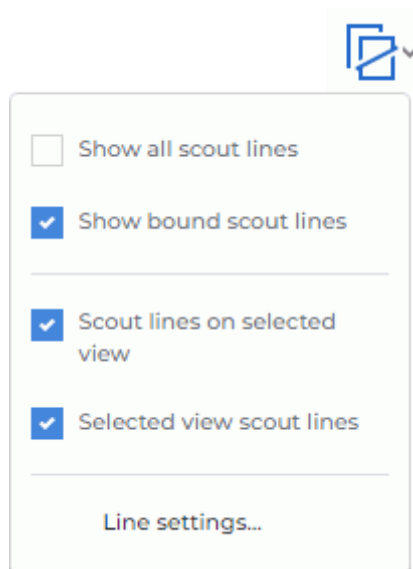 Show all scout lines
Show bound scout lines
Scout lines on selected
view
Selected view scout lines
Line settings...